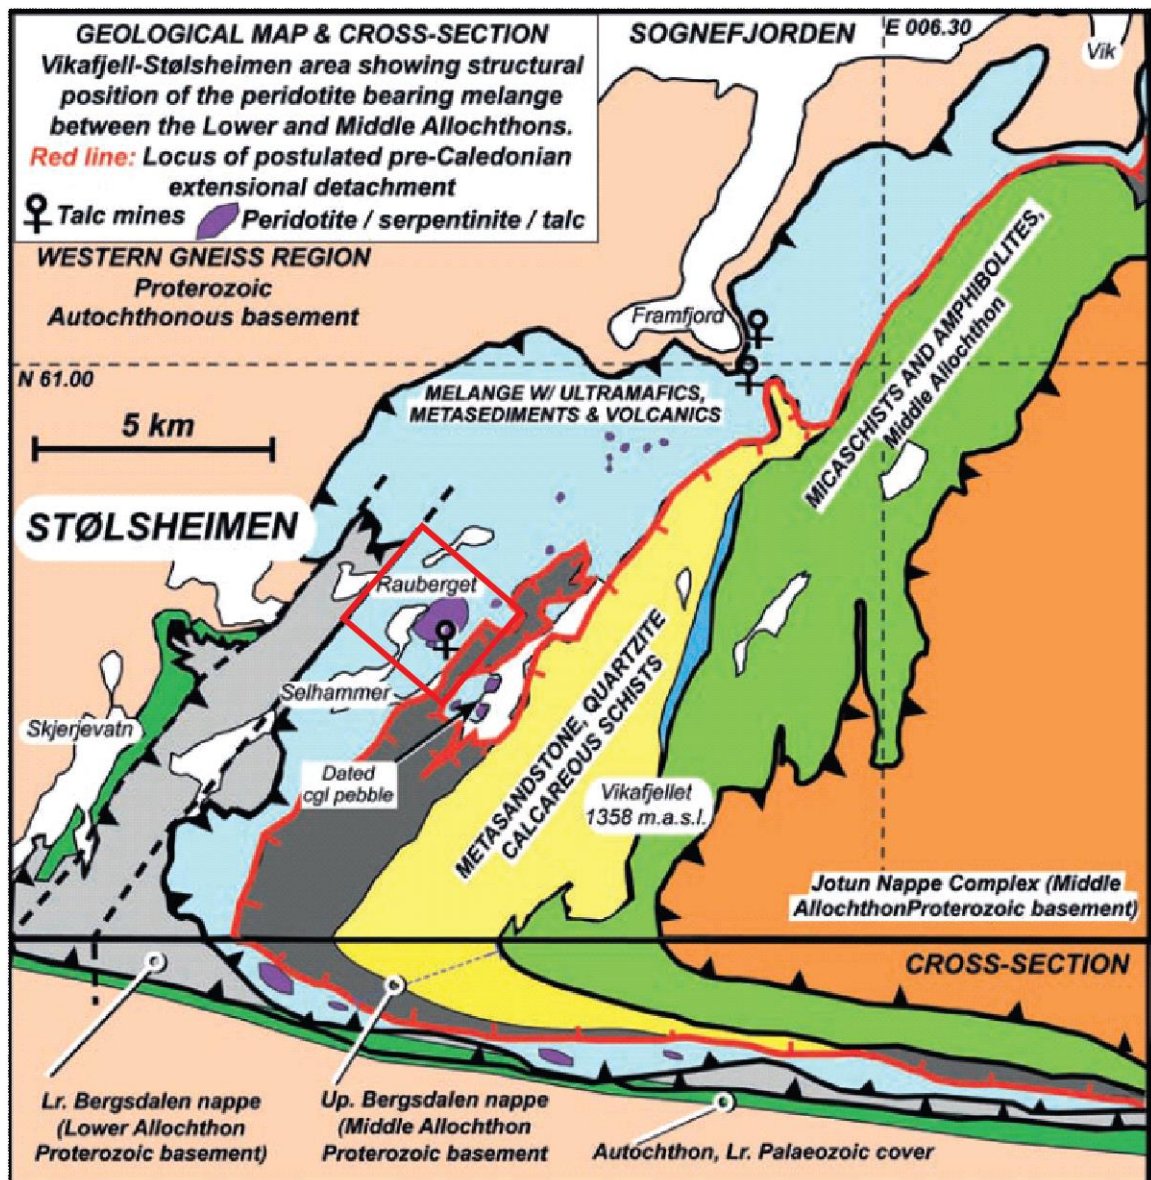 GEOLOGICAL MAP & CROSS-SECTION
Vikafjell-Stølsheimen area showing structural
position of the peridotite bearing melange
between the Lower and Middle Allochthons.
Red line: Locus of postulated pre-Caledonian
extensional detachment
Talc mines
Peridotite / serpentinite / talc
SOGNEFJORDEN
E 006.30
Vik
WESTERN GNEISS REGION
Proterozoic
Autochthonous basement
Framfjord
N 61.00
5 km
MELANGE W/ ULTRAMAFICS,
METASEDIMENTS & VOLCANICS
MICASCHISTS AND AMPHIBOLITES,
Middle Allochthon
STØLSHEIMEN
Rauberget
Selhammer
Skjerjevatn
Dated
cgl pebble
METASANDSTONE, QUARTZITE
CALCAREOUS SCHISTS
Vikafjellet
1358 m.a.s.l.
Jotun Nappe Complex (Middle
AllochthonProterozoic basement)
CROSS-SECTION
Lr. Bergsdalen nappe
(Lower Allochthon
Proterozoic basement)
Up. Bergsdalen nappe
(Middle Allochthon
Proterozoic basement
Autochthon, Lr. Palaeozoic cover